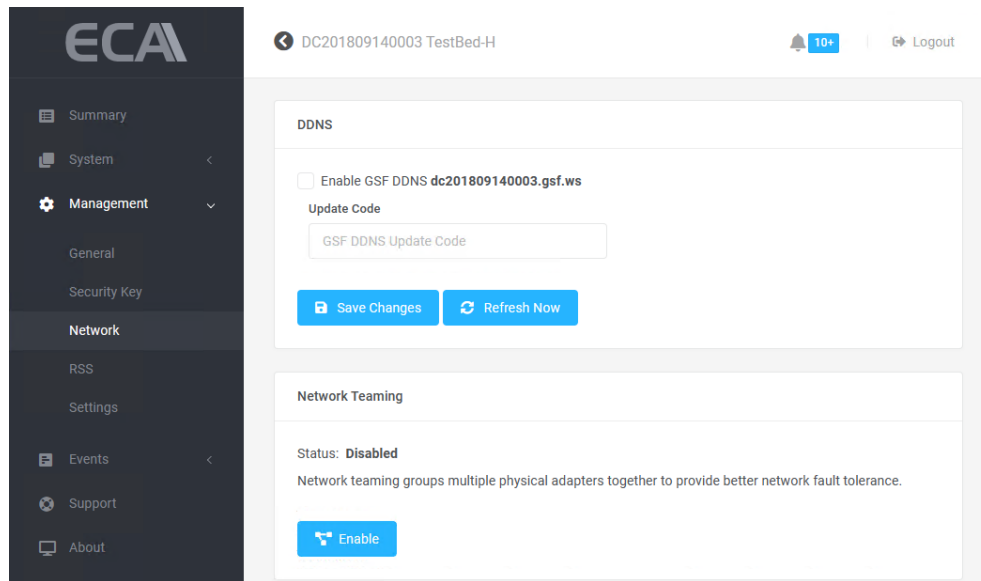 ECA
DC201809140003 TestBed-H
10+
Logout
Summary
System
Management
General
Security Key
Network
RSS
Settings
Events
Support
About
DDNS
Enable GSF DDNS dc201809140003.gsf.ws
Update Code
GSF DDNS Update Code
Save Changes
Refresh Now
Network Teaming
Status: Disabled
Network teaming groups multiple physical adapters together to provide better network fault tolerance.
Enable